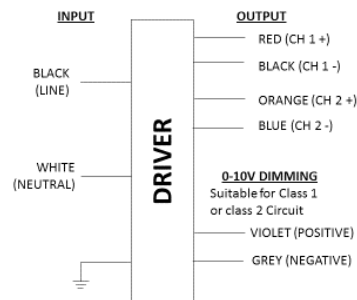 INPUT
OUTPUT
BLACK
(LINE)
WHITE
(NEUTRAL)
DRIVER
RED (CH 1 +)
BLACK (CH 1 -)
ORANGE (CH 2 +)
BLUE (CH 2 -)
0-10V DIMMING
Suitable for Class 1
or class 2 Circuit
VIOLET (POSITIVE)
GREY (NEGATIVE)